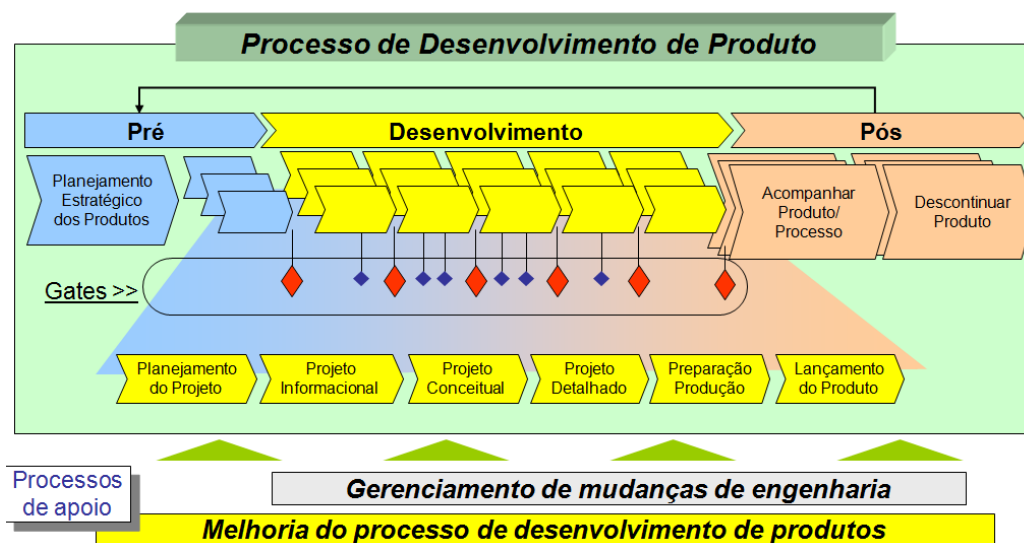 Processo de Desenvolvimento de Produto
Pré
Desenvolvimento
Pós
Planejamento
Estratégico
dos Produtos
Acompanhar
Produto/
Processo
Descontinuar
Produto
Gates >>
Planejamento
do Projeto
Projeto
Informacional
Projeto
Conceitual
Projeto
Detalhado
Preparação
Produção
Lançamento
do Produto
Processos
de apoio
Gerenciamento de mudanças de engenharia
Melhoria do processo de desenvolvimento de produtos